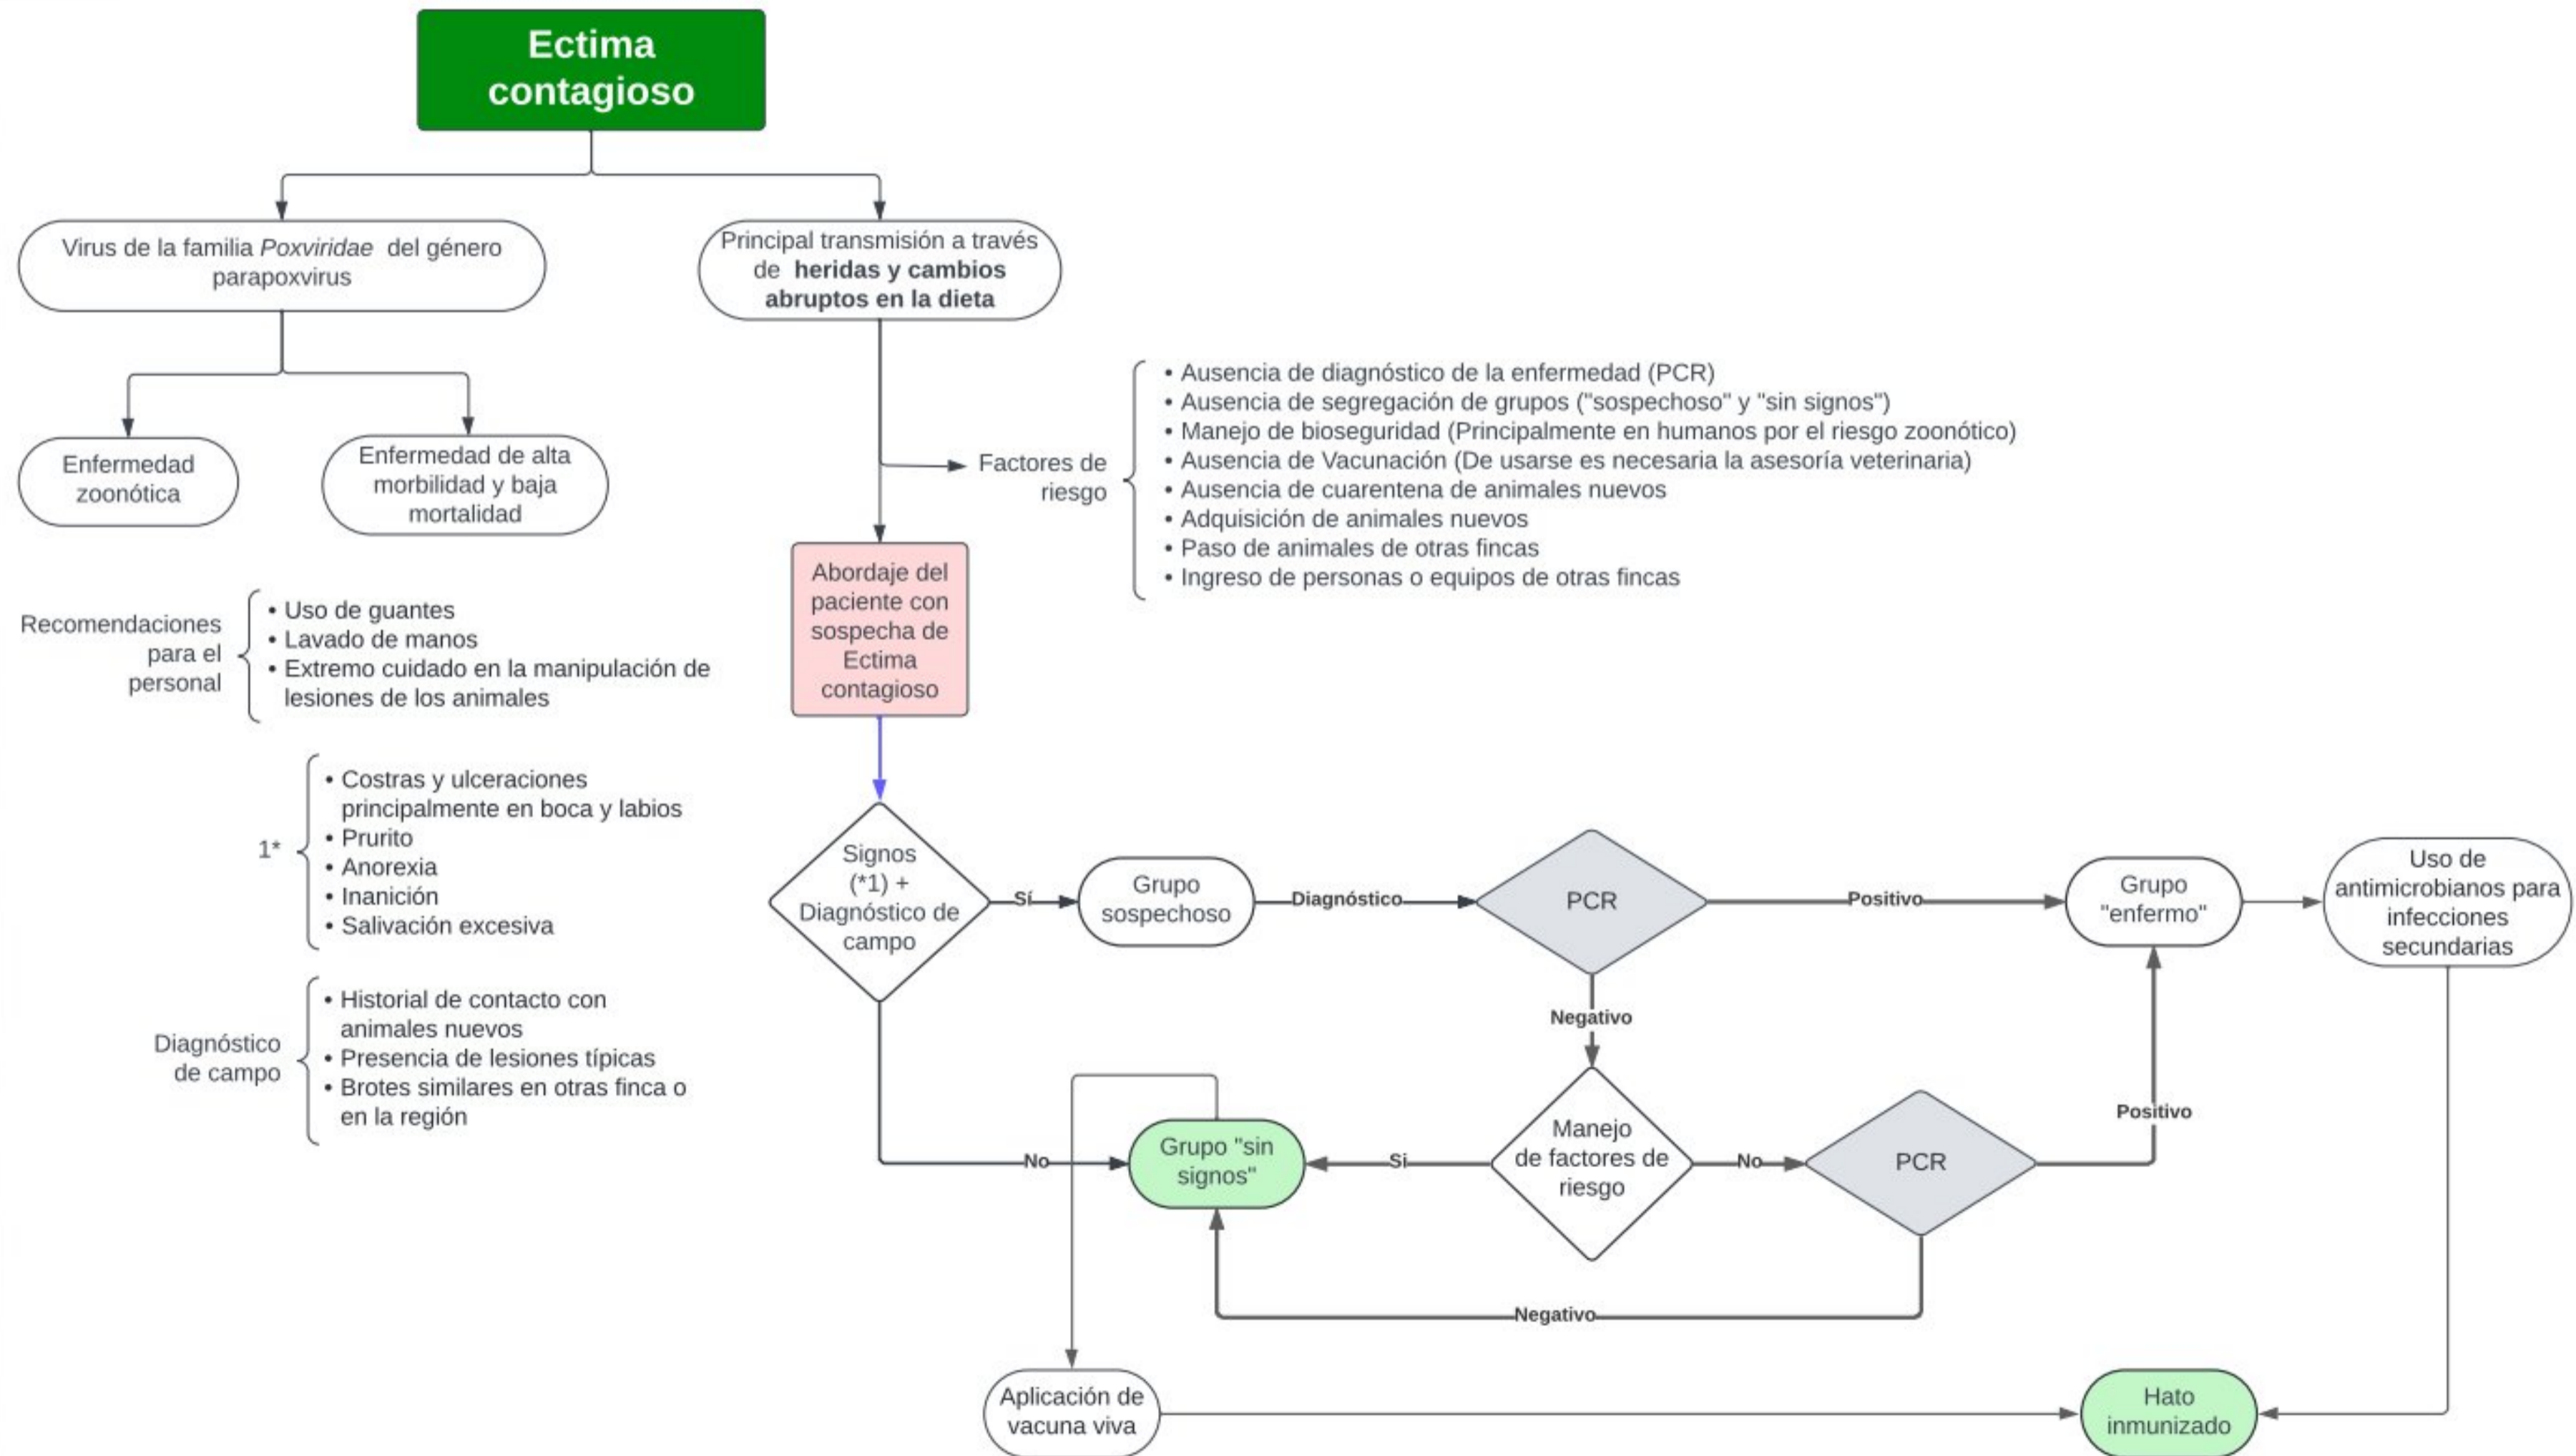 Ectima
contagioso
Virus de la familia Poxviridae del género
parapoxvirus
Principal transmisión a través
de heridas y cambios
abruptos en la dieta
Enfermedad
zoonótica
Enfermedad de alta
morbilidad y baja
mortalidad
Factores de
riesgo
• Ausencia de diagnóstico de la enfermedad (PCR)
• Ausencia de segregación de grupos ("sospechoso" y "sin signos")
• Manejo de bioseguridad (Principalmente en humanos por el riesgo zoonótico)
• Ausencia de Vacunación (De usarse es necesaria la asesoría veterinaria)
• Ausencia de cuarentena de animales nuevos
• Adquisición de animales nuevos
• Paso de animales de otras fincas
• Ingreso de personas o equipos de otras fincas
Abordaje del
paciente con
sospecha de
Ectima
contagioso
Recomendaciones
para el
personal
• Uso de guantes
• Lavado de manos
• Extremo cuidado en la manipulación de
lesiones de los animales
1*
• Costras y ulceraciones
principalmente en boca y labios
• Prurito
• Anorexia
• Inanición
• Salivación excesiva
Diagnóstico
de campo
• Historial de contacto con
animales nuevos
• Presencia de lesiones típicas
• Brotes similares en otras finca o
en la región
Signos
(*1) +
Diagnóstico de
campo
Sí
Grupo
sospechoso
Diagnóstico
PCR
Positivo
Grupo
"enfermo"
Uso de
antimicrobianos para
infecciones
secundarias
Negativo
No
Grupo "sin
signos"
Si
Manejo
de factores de
riesgo
No
PCR
Positivo
Negativo
Aplicación de
vacuna viva
Hato
inmunizado